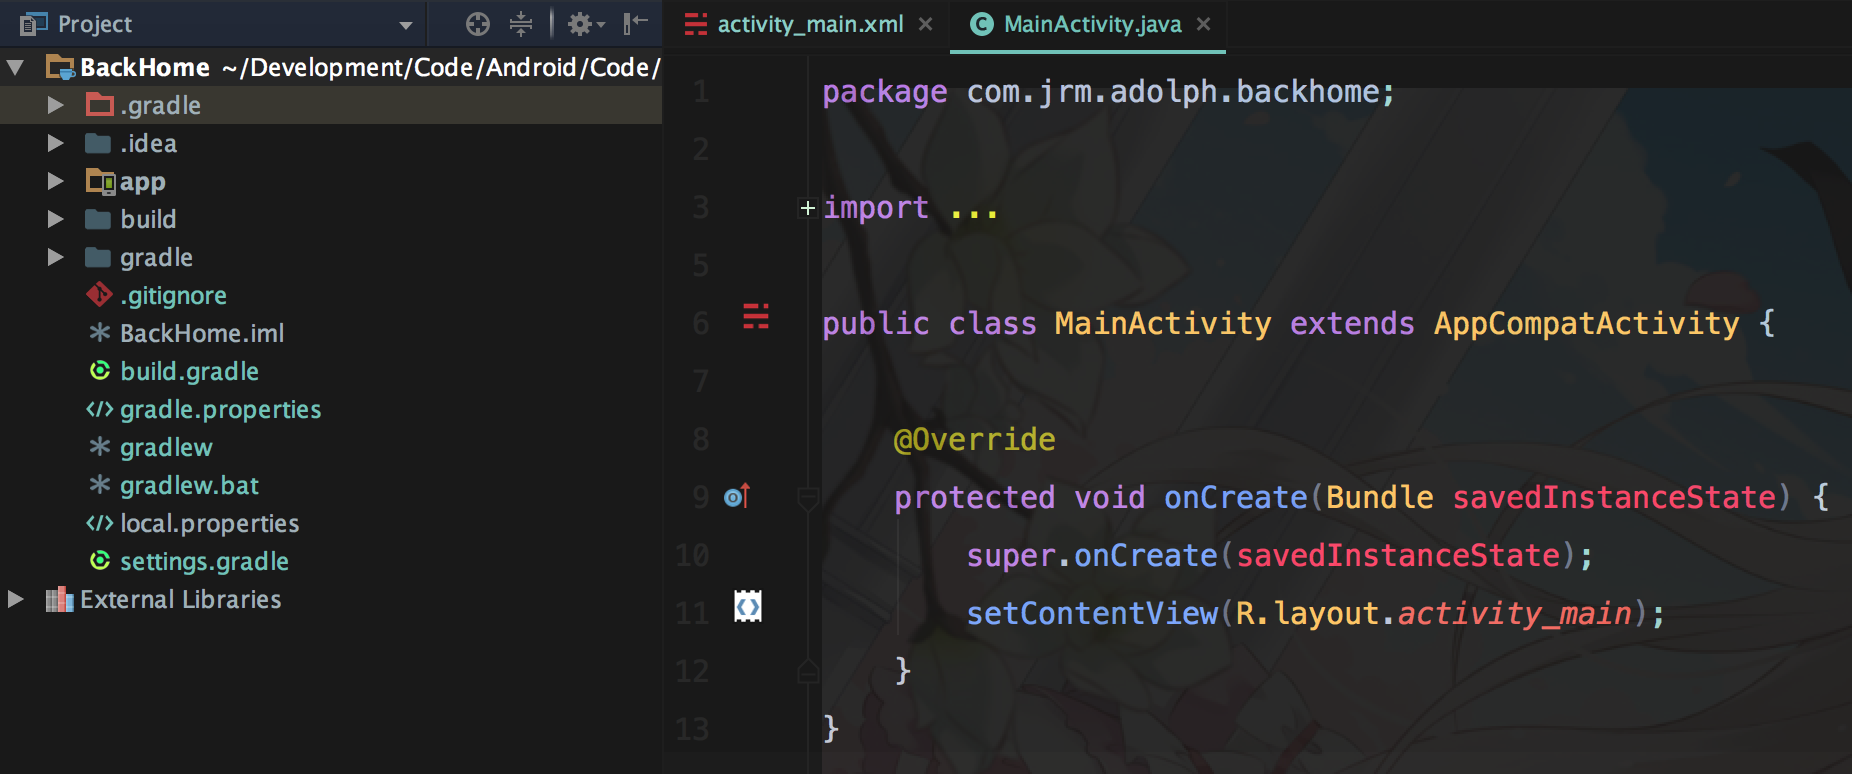 Project
BackHome ~/Development/Code/Android/Code/
.gradle
.idea
app
build
gradle
.gitignore
BackHome.iml
build.gradle
gradle.properties
gradlew
gradlew.bat
local.properties
settings.gradle
External Libraries
activity_main.xml
MainActivity.java
1 package com.jrm.adolph.backhome;
2
3 import ...
5
6 public class MainActivity extends AppCompatActivity {
7
8 @Override
9 protected void onCreate(Bundle savedInstanceState) {
10 super.onCreate(savedInstanceState);
11 setContentView(R.layout.activity_main);
12 }
13 }